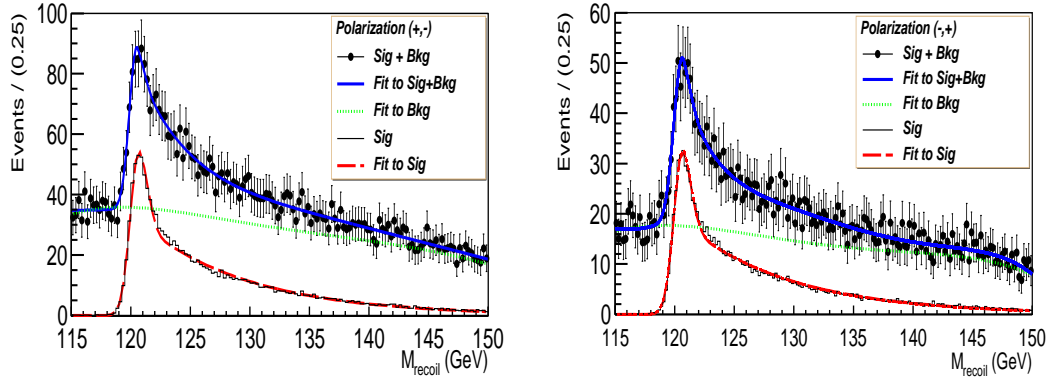 Events / (0.25)
100
80
60
40
20
0
115 120 125 130 135 140 145 150
M_recoil (GeV)
Polarization (+,-)
Sig + Bkg
Fit to Sig+Bkg
Fit to Bkg
Sig
Fit to Sig
Events / (0.25)
60
50
40
30
20
10
0
115 120 125 130 135 140 145 150
M_recoil (GeV)
Polarization (-,+)
Sig + Bkg
Fit to Sig+Bkg
Fit to Bkg
Sig
Fit to Sig